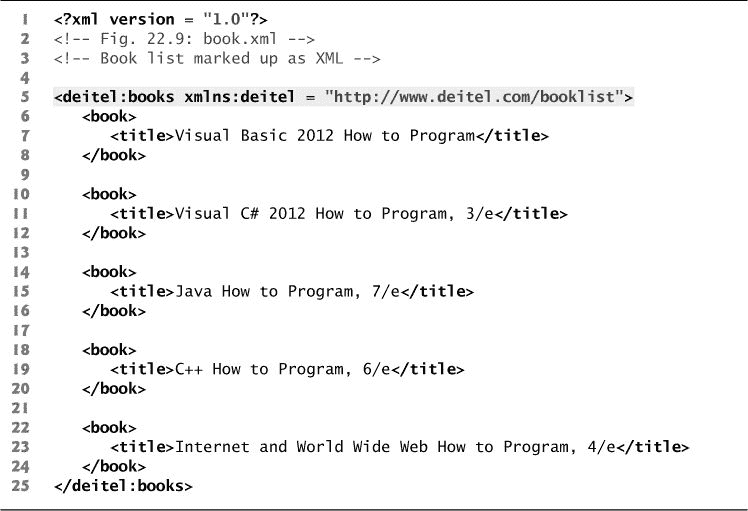 1 <?xml version = "1.0"?>
2 <!-- Fig. 22.9: book.xml -->
3 <!-- Book list marked up as XML -->
4
5 <deitel:books xmlns:deitel = "http://www.deitel.com/booklist">
6 <book>
7 <title>Visual Basic 2012 How to Program</title>
8 </book>
9
10 <book>
11 <title>Visual C# 2012 How to Program, 3/e</title>
12 </book>
13
14 <book>
15 <title>Java How to Program, 7/e</title>
16 </book>
17
18 <book>
19 <title>C++ How to Program, 6/e</title>
20 </book>
21
22 <book>
23 <title>Internet and World Wide Web How to Program, 4/e</title>
24 </book>
25 </deitel:books>